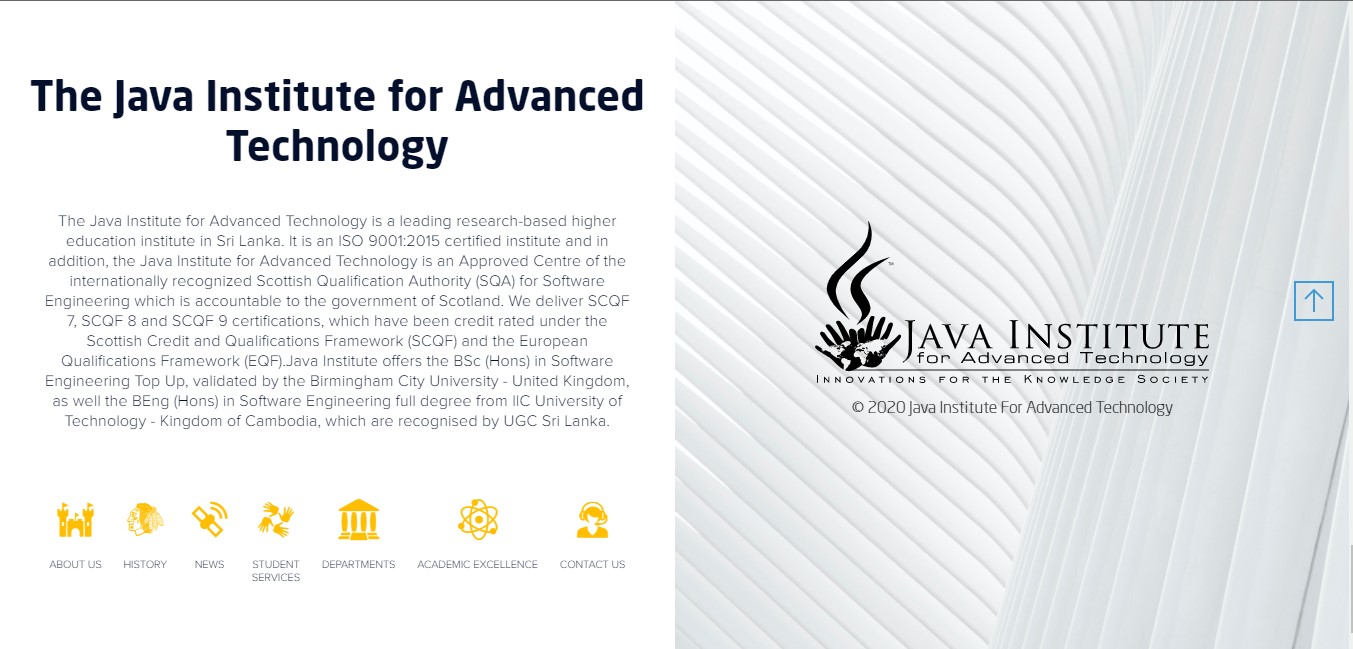 The Java Institute for Advanced
Technology
The Java Institute for Advanced Technology is a leading research-based higher
education institute in Sri Lanka. It is an ISO 9001:2015 certified institute and in
addition, the Java Institute for Advanced Technology is an Approved Centre of the
internationally recognized Scottish Qualification Authority (SQA) for Software
Engineering which is accountable to the government of Scotland. We deliver SCQF
7, SCQF 8 and SCQF 9 certifications, which have been credit rated under the
Scottish Credit and Qualifications Framework (SCQF) and the European
Qualifications Framework (EQF).Java Institute offers the BSc (Hons) in Software
Engineering Top Up, validated by the Birmingham City University - United Kingdom,
as well the BEng (Hons) in Software Engineering full degree from IIC University of
Technology - Kingdom of Cambodia, which are recognised by UGC Sri Lanka.
ABOUT US
HISTORY
NEWS
STUDENT
SERVICES
DEPARTMENTS
ACADEMIC EXCELLENCE
CONTACT US
TM
JAVA INSTITUTE
for Advanced Technology
INNOVATIONS FOR THE KNOWLEDGE SOCIETY
© 2020 Java Institute For Advanced Technology